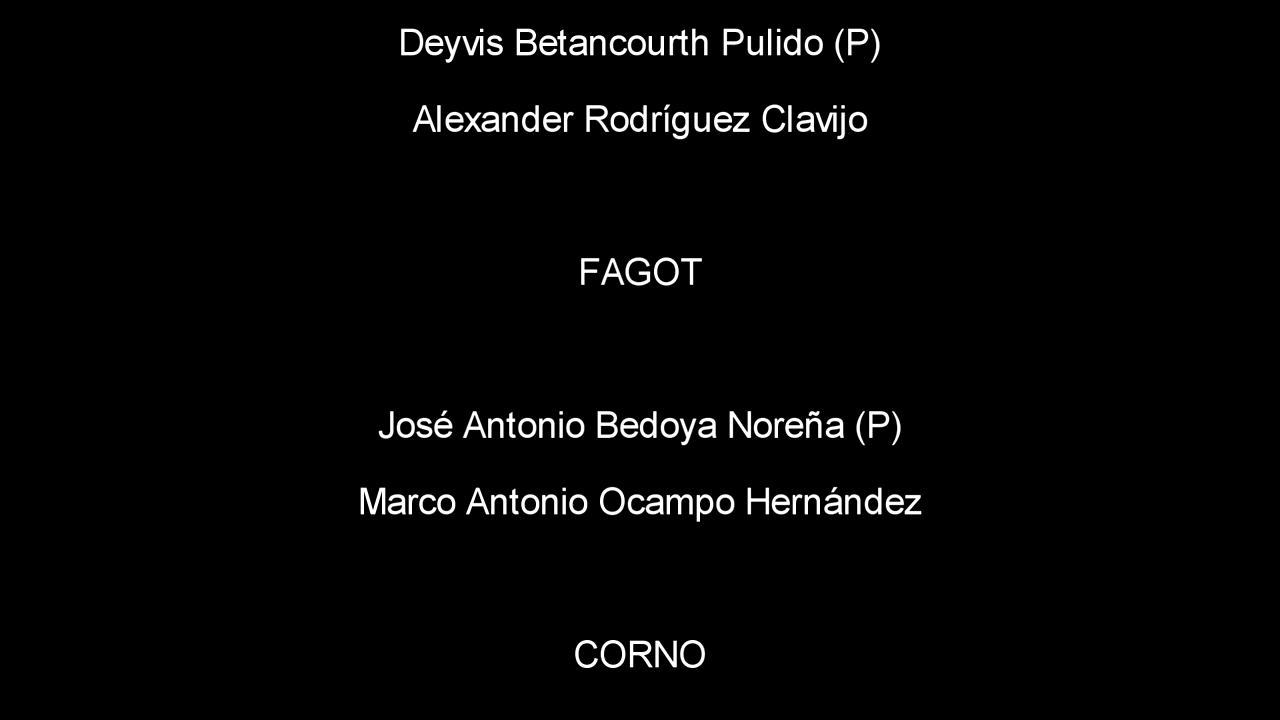 Deyvis Betancourth Pulido (P)
Alexander Rodríguez Clavijo
FAGOT
José Antonio Bedoya Noreña (P)
Marco Antonio Ocampo Hernández
CORNO